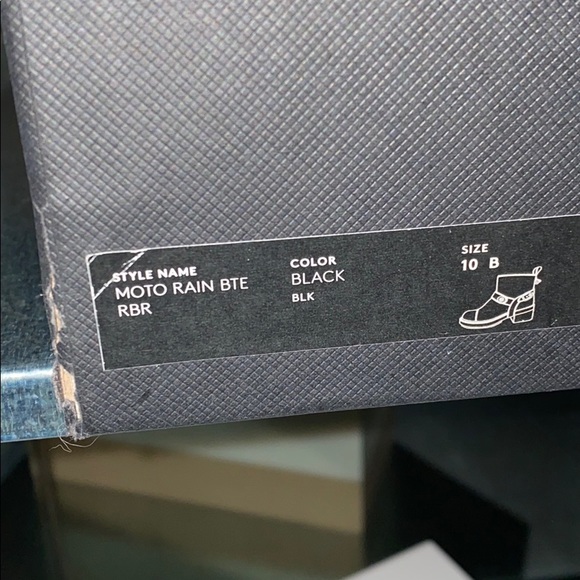 STYLE NAME
MOTO RAIN BTE
RBR
COLOR
BLACK
BLK
SIZE
10 B